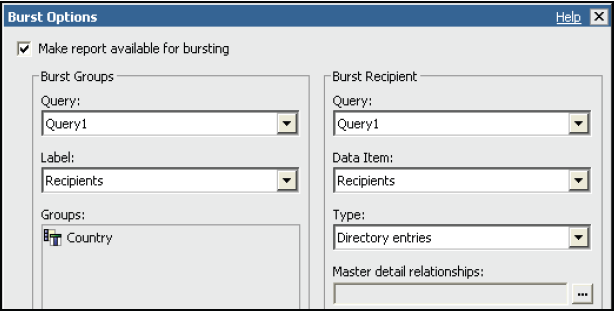 Burst Options
Help
Make report available for bursting
Burst Groups
Query:
Query1
Label:
Recipients
Groups:
Country
Burst Recipient
Query:
Query1
Data Item:
Recipients
Type:
Directory entries
Master detail relationships:
...